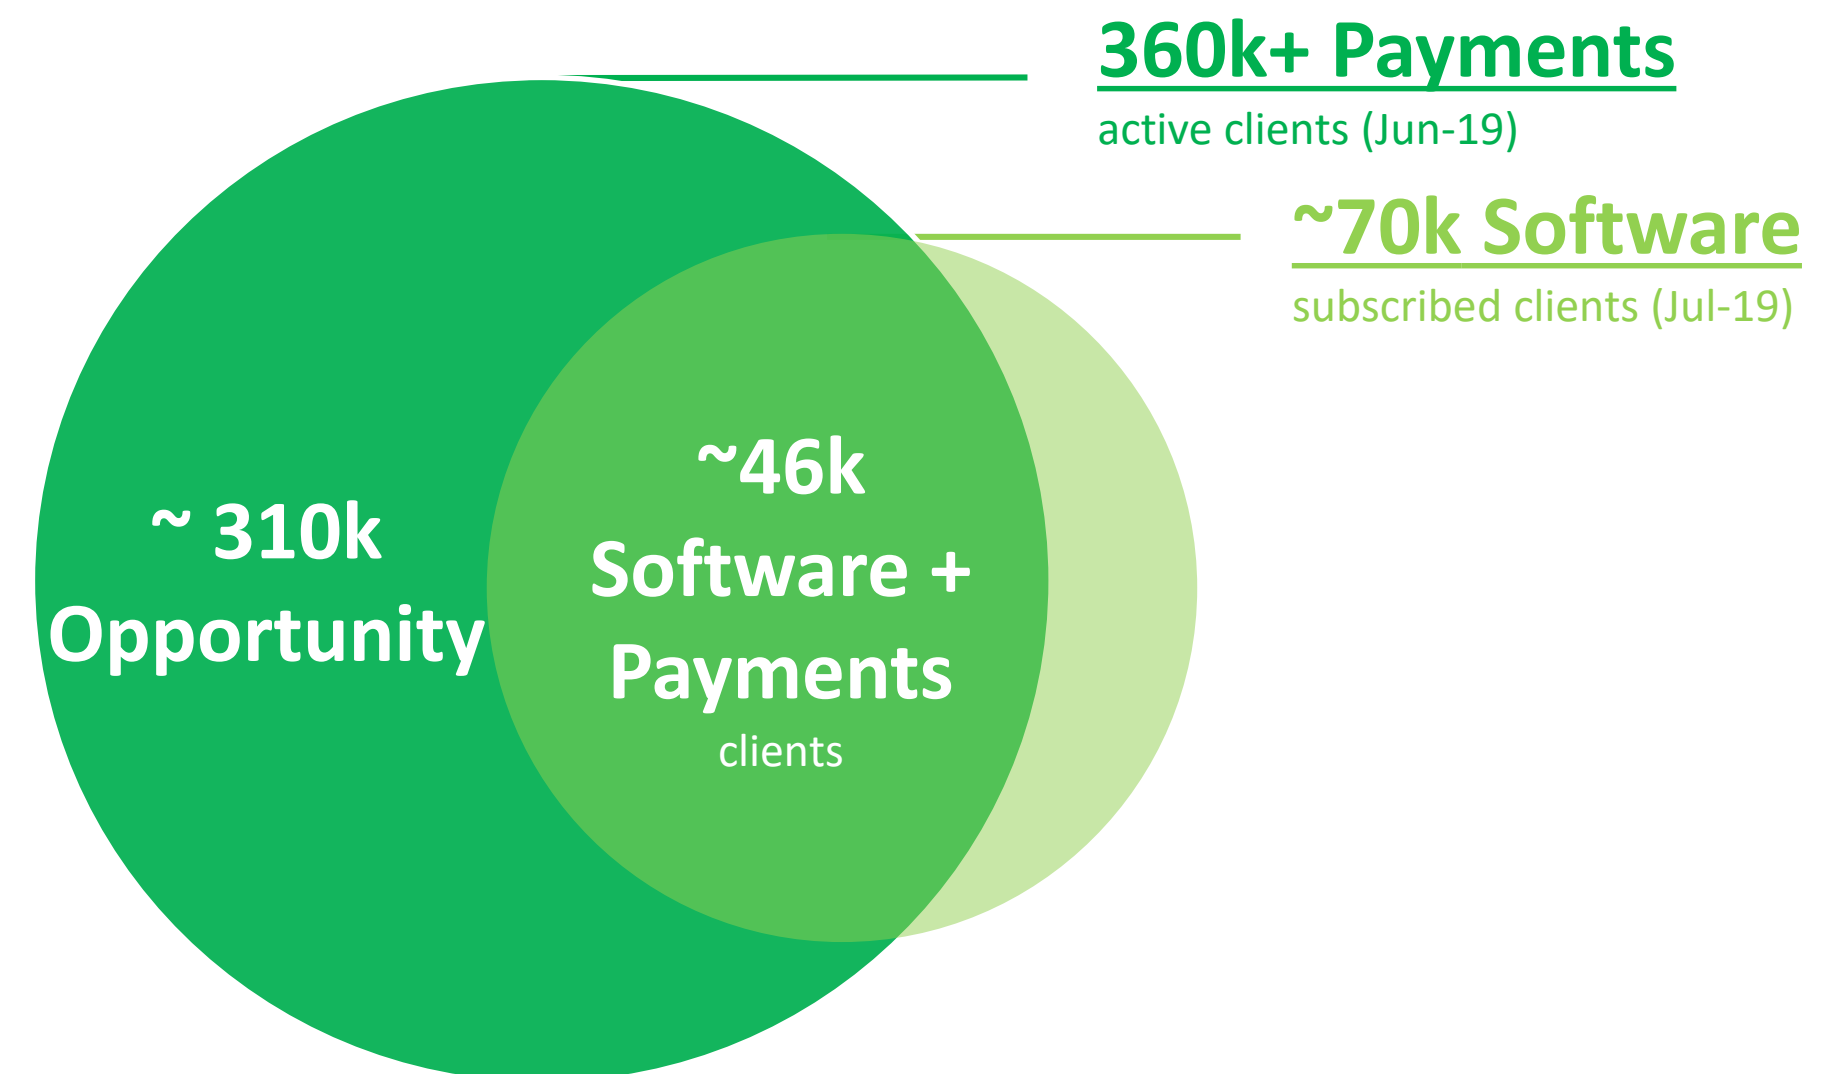 360k+ Payments
active clients (Jun-19)
~70k Software
subscribed clients (Jul-19)
~ 310k
Opportunity
~46k
Software +
Payments
clients